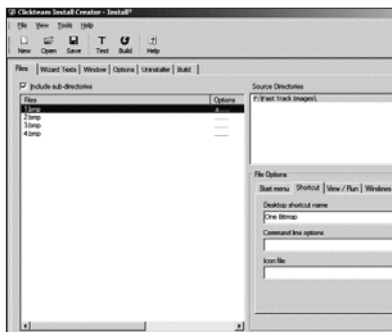 Clickteam Install Creator - Install1
File View Tools Help
New Open Save Test Build Help
Files Wizard Texts Window Options Uninstaller Build
Include sub-directories
Source Directories
Files Options
F:\Fast Track Images\
1.bmp
2.bmp
3.bmp
4.bmp
File Options
Start menu Shortcut View / Run Windows
Desktop shortcut name
One Bitmap
Command line options
Icon file